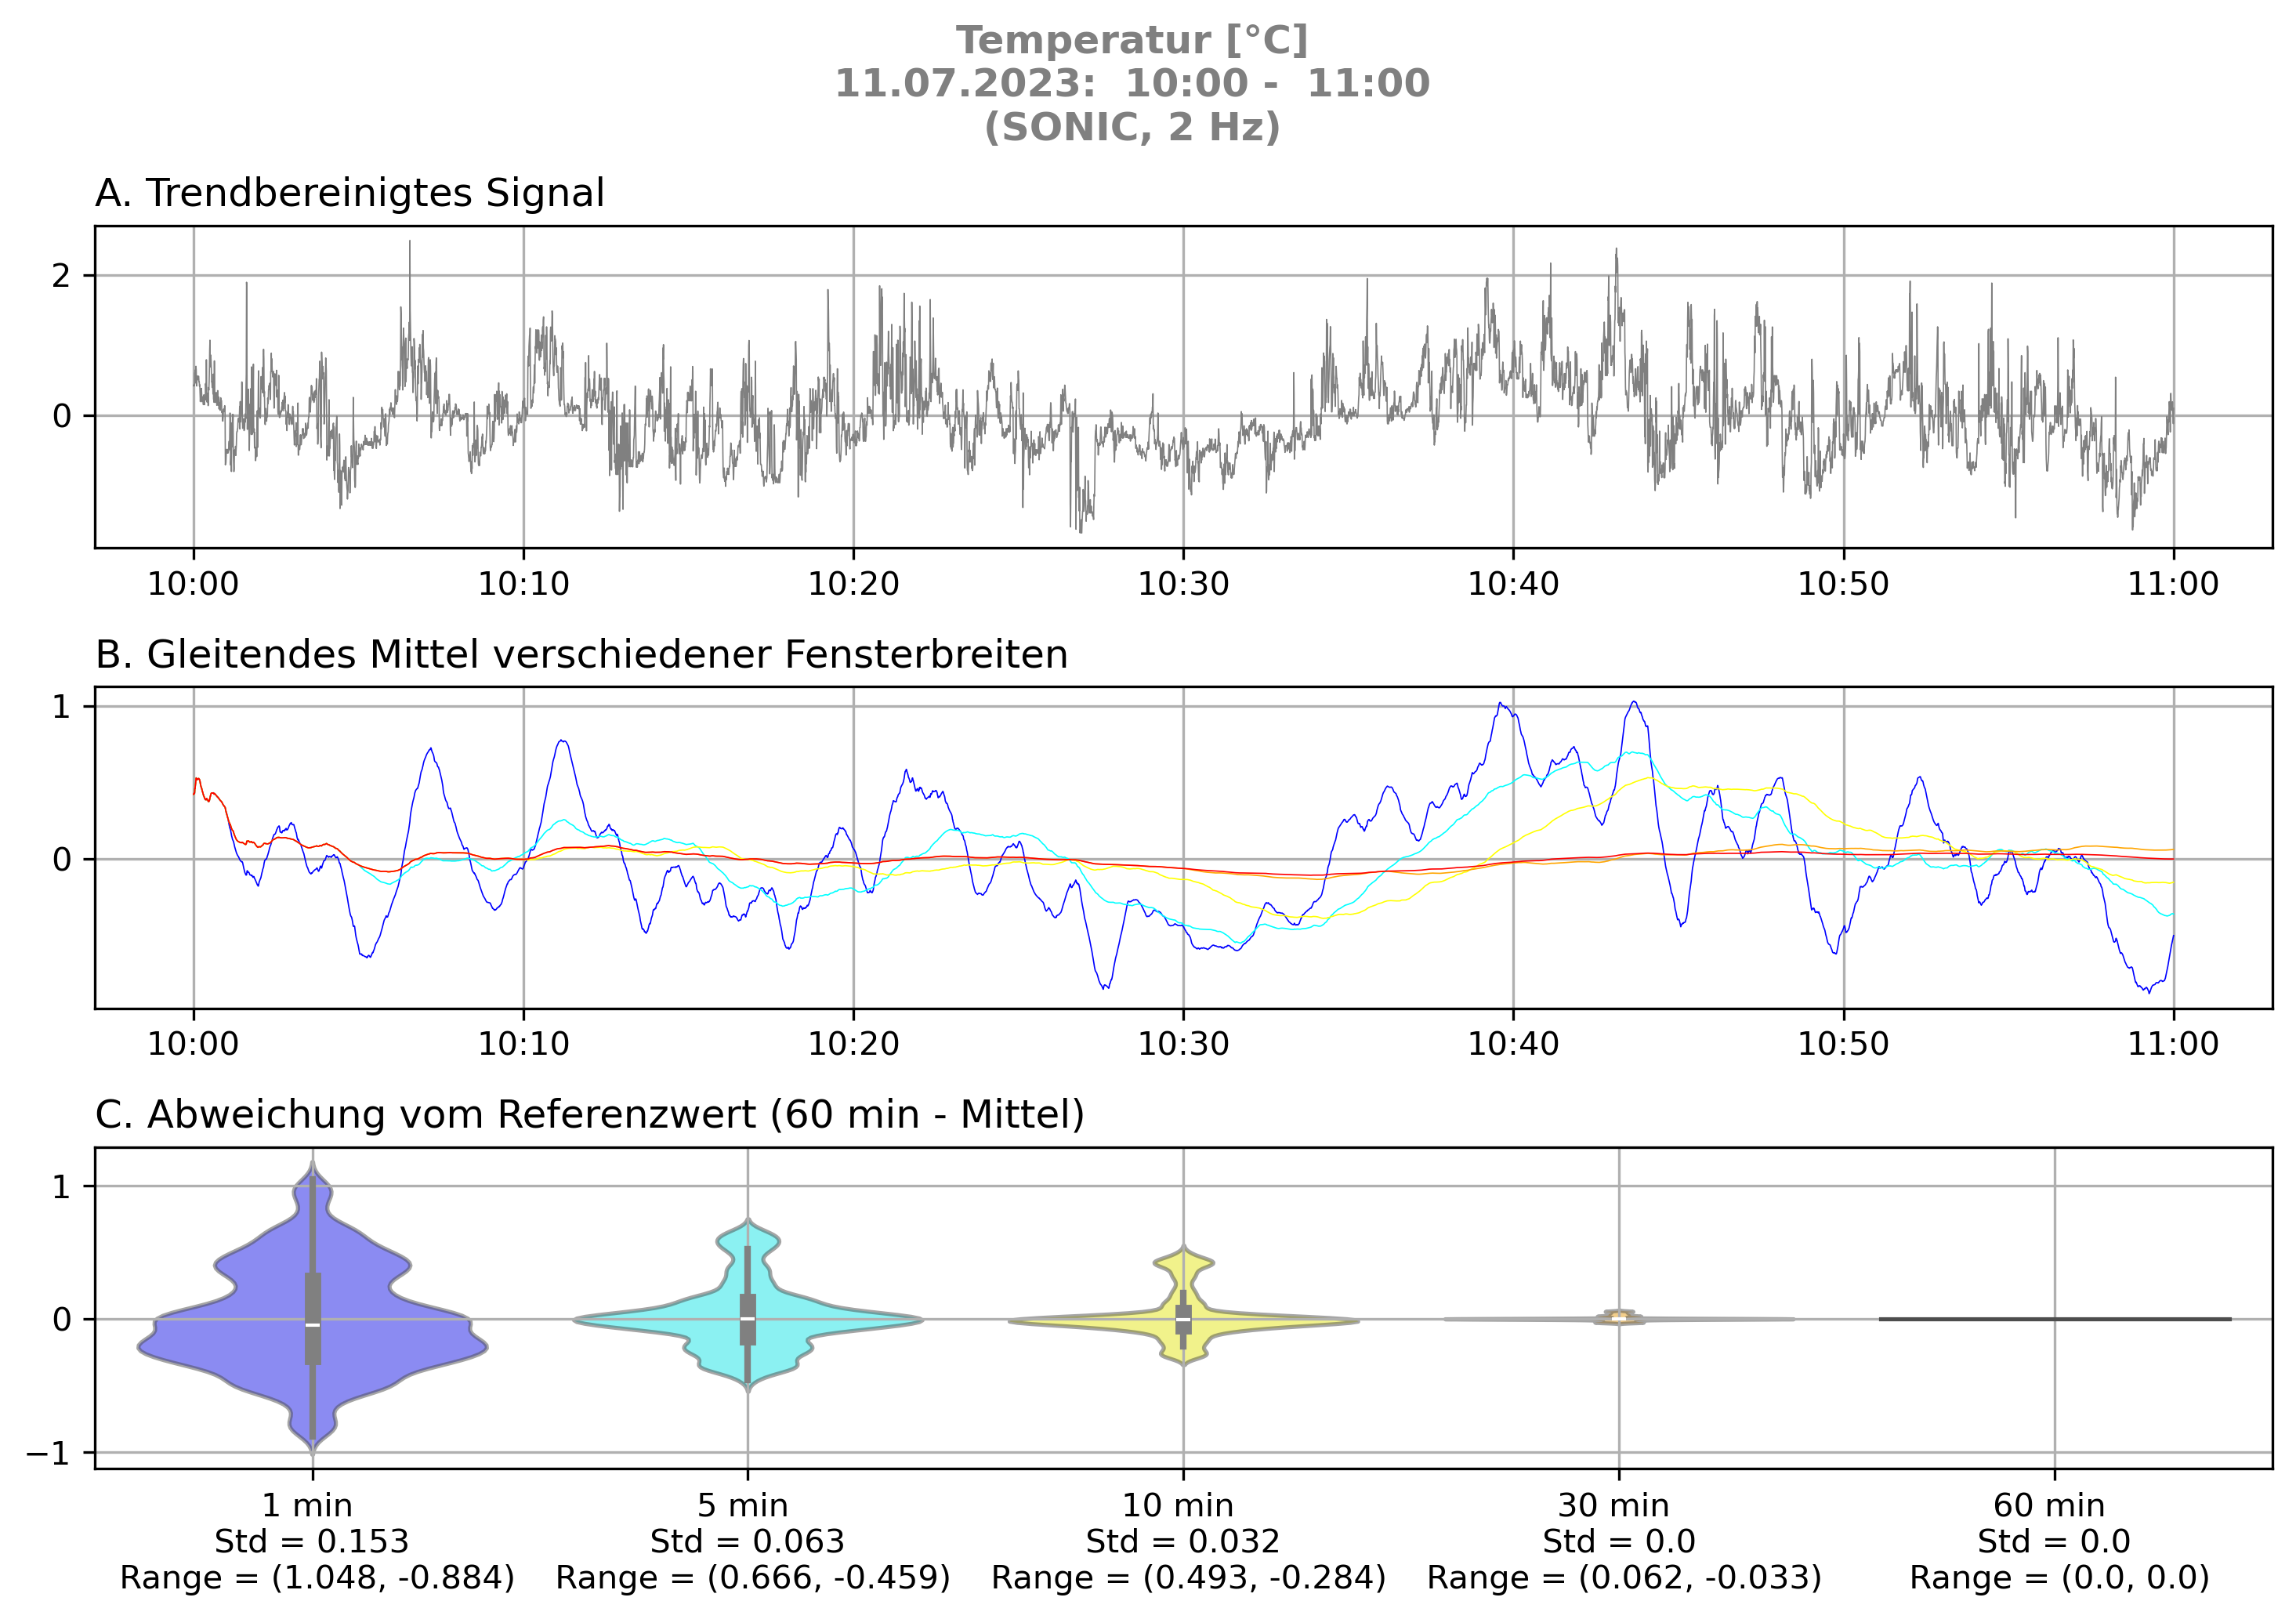 Temperatur [°C]
11.07.2023:  10:00 -  11:00
(SONIC, 2 Hz)
A. Trendbereinigtes Signal
2
0
10:00 10:10 10:20 10:30 10:40 10:50 11:00
B. Gleitendes Mittel verschiedener Fensterbreiten
1
0
10:00 10:10 10:20 10:30 10:40 10:50 11:00
C. Abweichung vom Referenzwert (60 min - Mittel)
1
0
−1
1 min 5 min 10 min 30 min 60 min
Std = 0.153 Std = 0.063 Std = 0.032 Std = 0.0 Std = 0.0
Range = (1.048, -0.884) Range = (0.666, -0.459) Range = (0.493, -0.284) Range = (0.062, -0.033) Range = (0.0, 0.0)